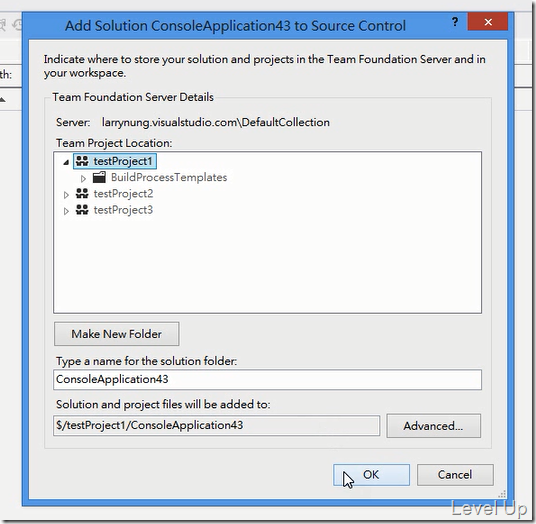 Add Solution ConsoleApplication43 to Source Control
?
Indicate where to store your solution and projects in the Team Foundation Server and in
your workspace.
th:
Team Foundation Server Details
Server: larrynung.visualstudio.com\DefaultCollection
Team Project Location:
testProject1
BuildProcessTemplates
testProject2
testProject3
Make New Folder
Type a name for the solution folder:
ConsoleApplication43
Solution and project files will be added to:
$/testProject1/ConsoleApplication43
Advanced...
OK
Cancel
Level Up